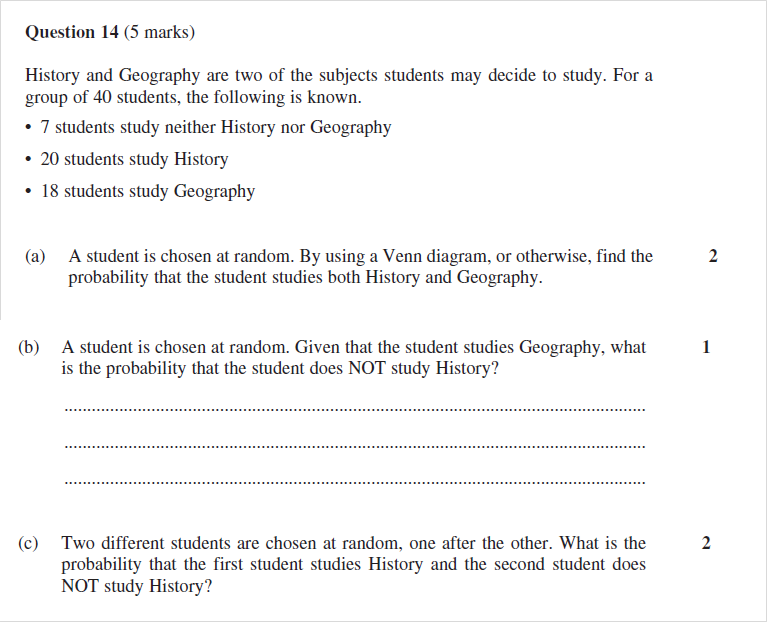 Question 14 (5 marks)
History and Geography are two of the subjects students may decide to study. For a
group of 40 students, the following is known.
• 7 students study neither History nor Geography
• 20 students study History
• 18 students study Geography
(a) A student is chosen at random. By using a Venn diagram, or otherwise, find the 2
probability that the student studies both History and Geography.
(b) A student is chosen at random. Given that the student studies Geography, what 1
is the probability that the student does NOT study History?
(c) Two different students are chosen at random, one after the other. What is the 2
probability that the first student studies History and the second student does
NOT study History?